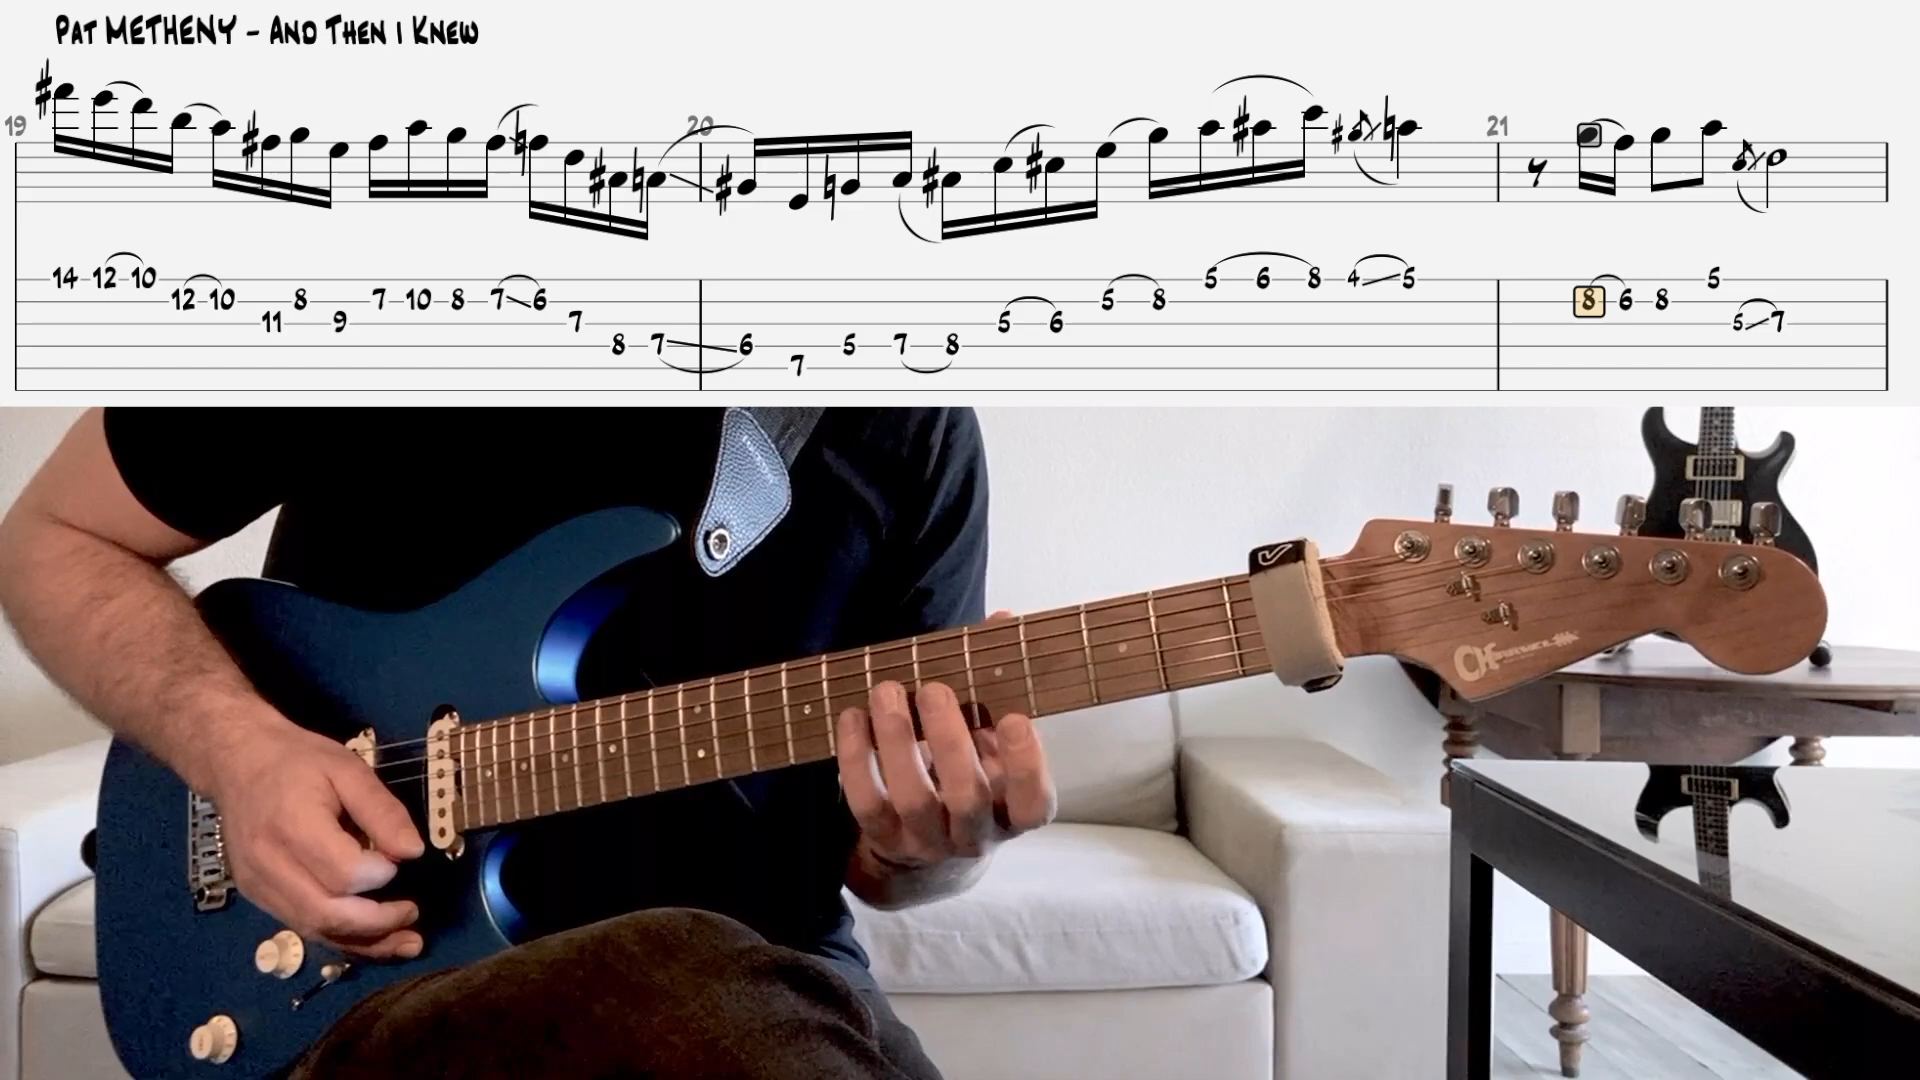 Pat METHENY - And Then I Knew
19 20 21
14 12 10 5 6 8 4 5 5
12 10 8 7 10 8 7 6 5 8 8 6 8
11 9 7 5 6 5 7
8 7 6 5 7 8
7
CHarvel